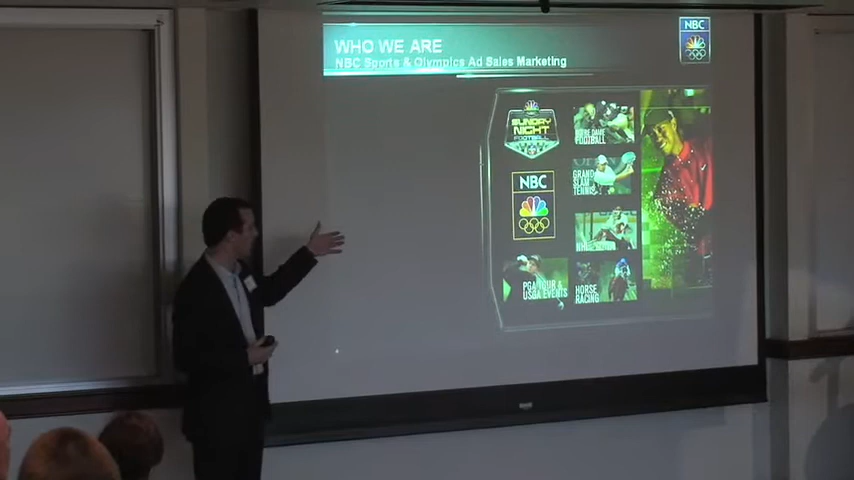 WHO WE ARE
NBC Sports & Olympics Ad Sales Marketing
NBC
SUNDAY
NIGHT
FOOTBALL
NOTRE DAME
FOOTBALL
GRAND
SLAM
TENNIS
NBC
NHL
PGA TOUR &
USGA EVENTS
HORSE
RACING